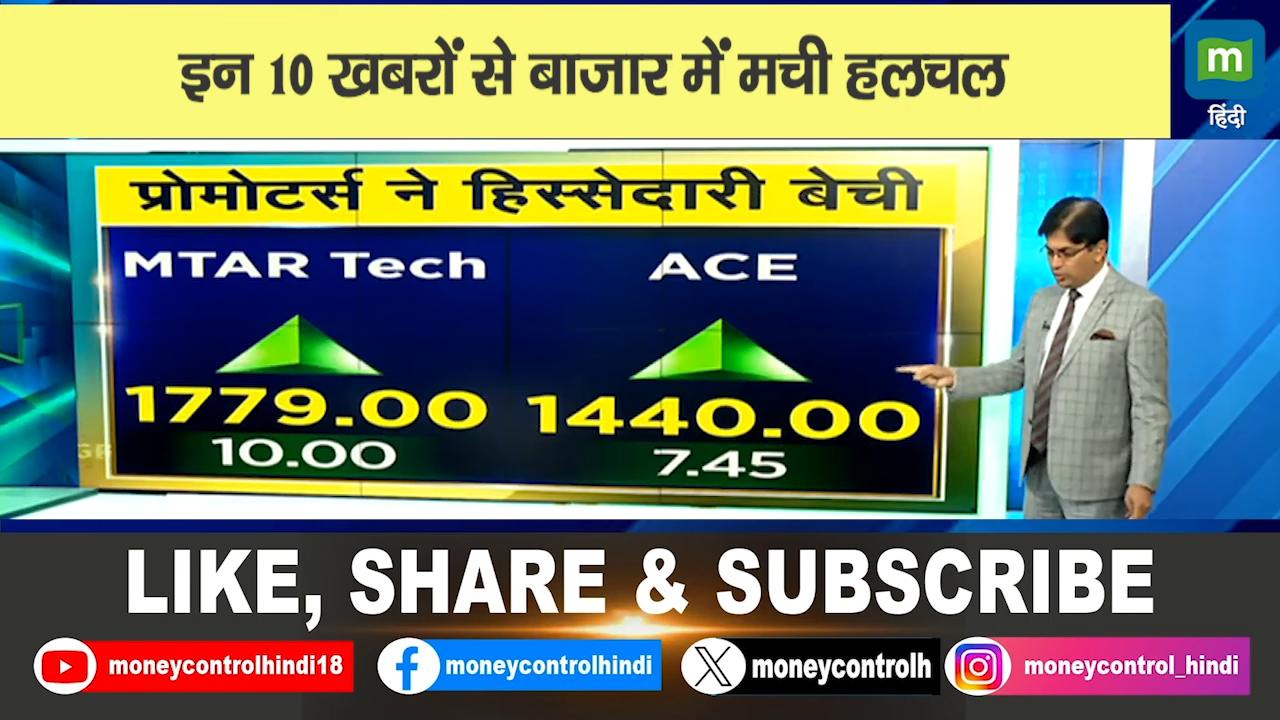 इन 10 खबरों से बाजार में मची हलचल
m
हिंदी
प्रोमोटर्स ने हिस्सेदारी बेची
MTAR Tech
ACE
1779.00
1440.00
10.00
7.45
LIKE, SHARE & SUBSCRIBE
moneycontrolhindi18
moneycontrolhindi
moneycontrolh
moneycontrol_hindi